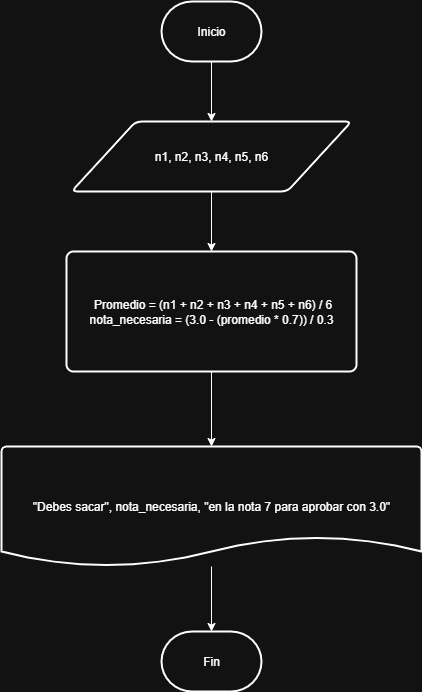 Inicio
n1, n2, n3, n4, n5, n6
Promedio = (n1 + n2 + n3 + n4 + n5 + n6) / 6
nota_necesaria = (3.0 - (promedio * 0.7)) / 0.3
"Debes sacar", nota_necesaria, "en la nota 7 para aprobar con 3.0"
Fin